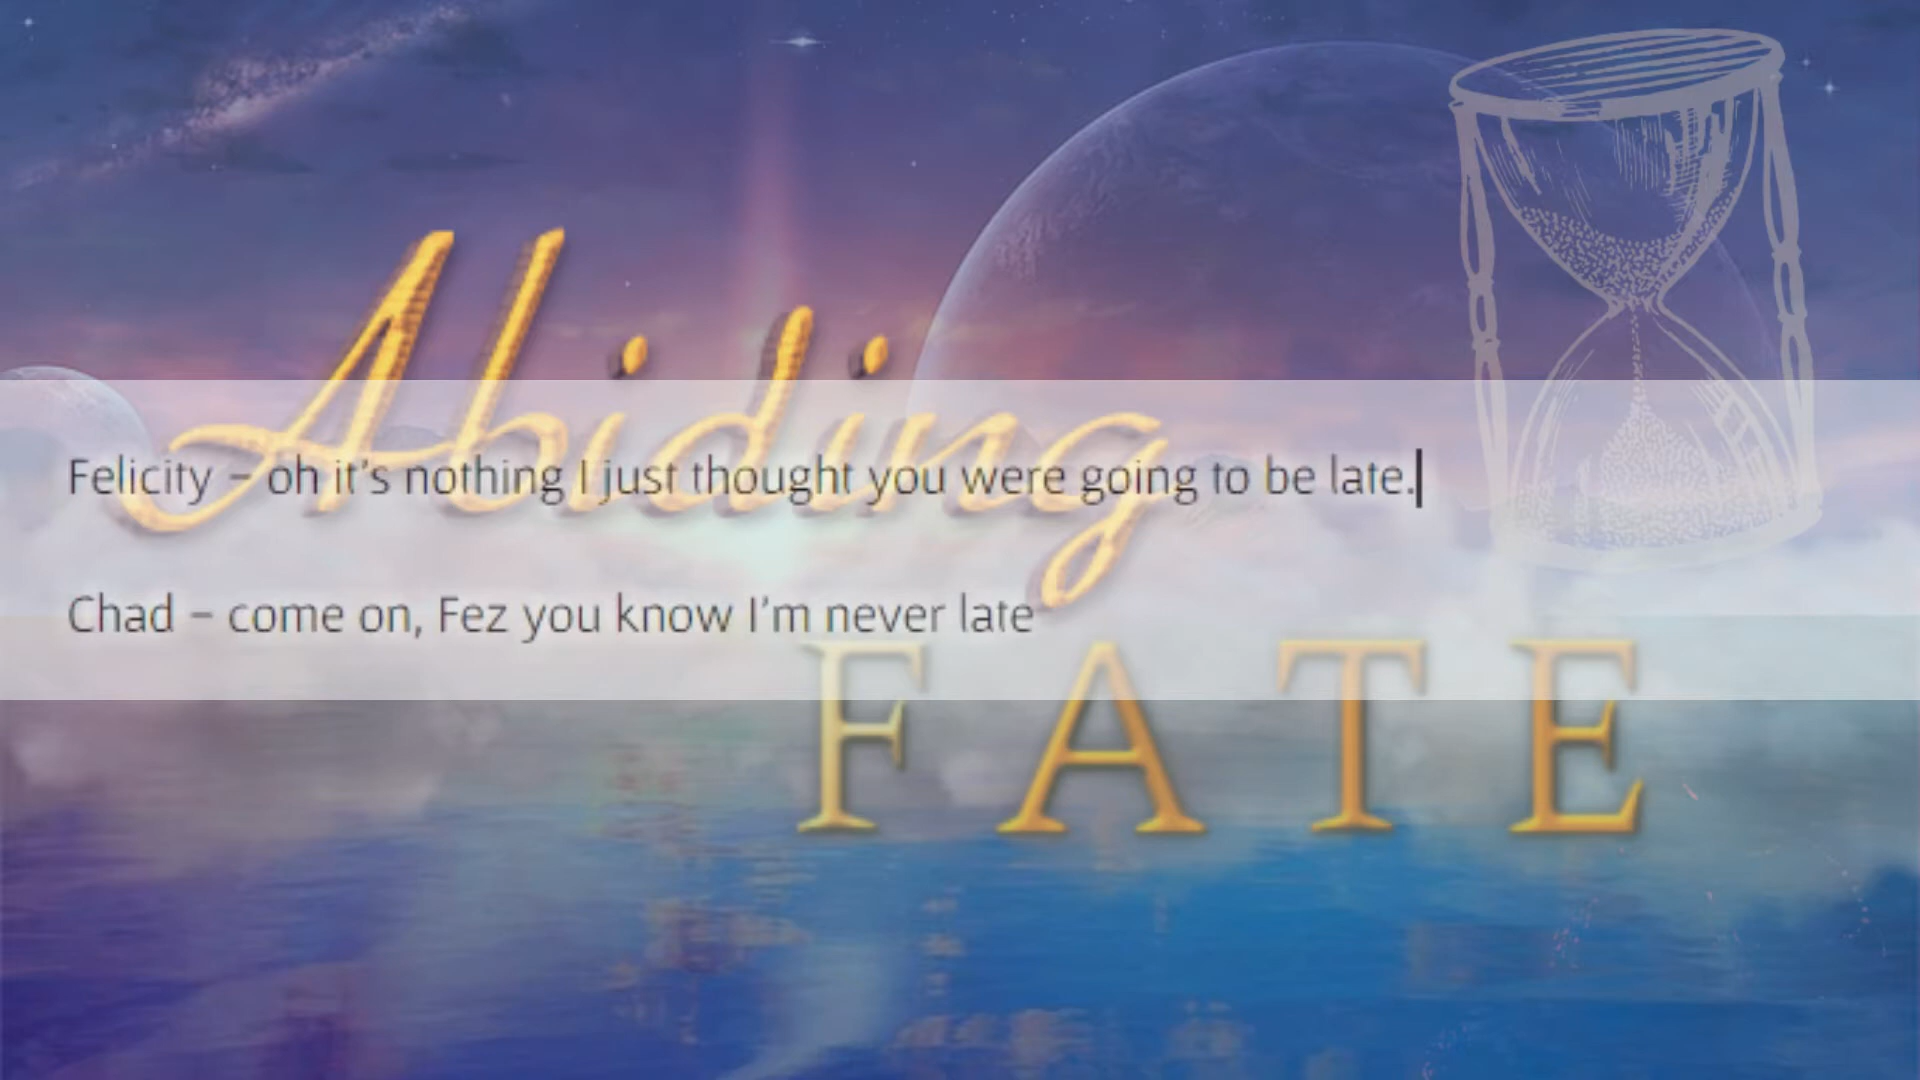 Abiding
Felicity – oh it's nothing I just thought you were going to be late.
Chad – come on, Fez you know I'm never late
FATE